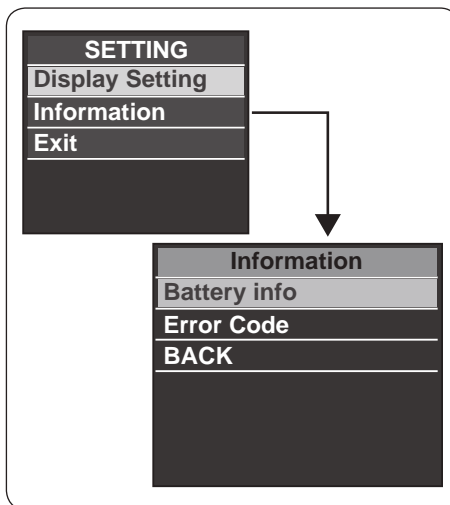 SETTING
Display Setting
Information
Exit
Information
Battery info
Error Code
BACK